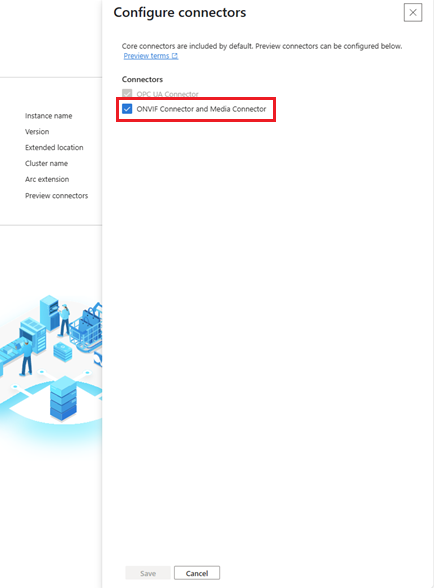 Configure connectors
Core connectors are included by default. Preview connectors can be configured below.
Preview terms
Connectors
OPC UA Connector
ONVIF Connector and Media Connector
Instance name
Version
Extended location
Cluster name
Arc extension
Preview connectors
Save
Cancel